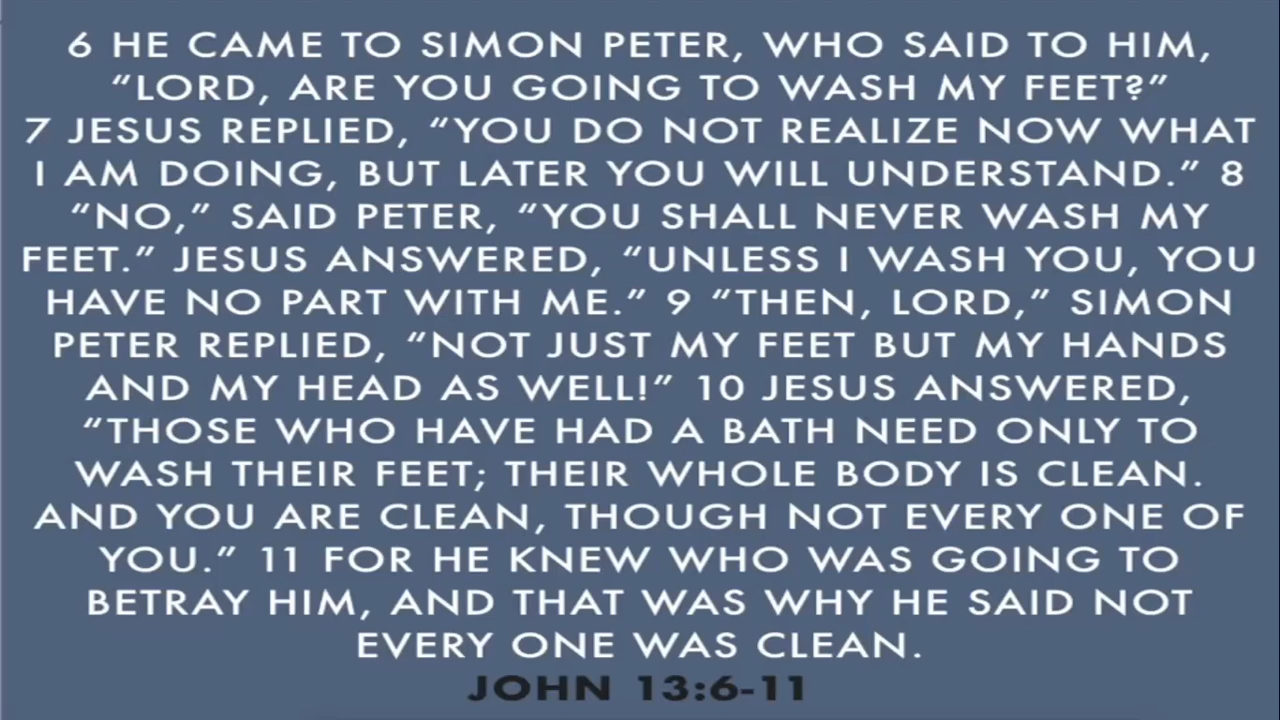 6 HE CAME TO SIMON PETER, WHO SAID TO HIM,
“LORD, ARE YOU GOING TO WASH MY FEET?”
7 JESUS REPLIED, “YOU DO NOT REALIZE NOW WHAT
I AM DOING, BUT LATER YOU WILL UNDERSTAND.” 8
“NO,” SAID PETER, “YOU SHALL NEVER WASH MY
FEET.” JESUS ANSWERED, “UNLESS I WASH YOU, YOU
HAVE NO PART WITH ME.” 9 “THEN, LORD,” SIMON
PETER REPLIED, “NOT JUST MY FEET BUT MY HANDS
AND MY HEAD AS WELL!” 10 JESUS ANSWERED,
“THOSE WHO HAVE HAD A BATH NEED ONLY TO
WASH THEIR FEET; THEIR WHOLE BODY IS CLEAN.
AND YOU ARE CLEAN, THOUGH NOT EVERY ONE OF
YOU.” 11 FOR HE KNEW WHO WAS GOING TO
BETRAY HIM, AND THAT WAS WHY HE SAID NOT
EVERY ONE WAS CLEAN.
JOHN 13:6-11